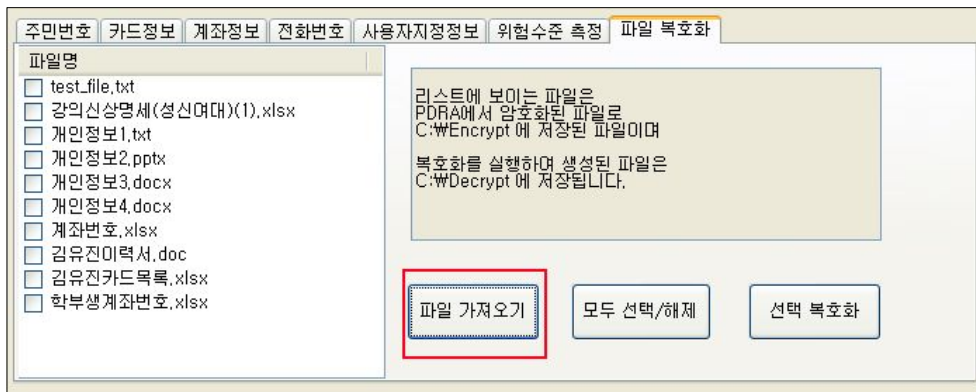 주민번호 카드정보 계좌정보 전화번호 사용자지정정보 위험수준 측정 파일 복호화
파일명
test_file.txt
강의신상명세(성신여대)(1).xlsx
개인정보1.txt
개인정보2.pptx
개인정보3.docx
개인정보4.docx
계좌번호.xlsx
김유진이력서.doc
김유진카드목록.xlsx
학부생계좌번호.xlsx
리스트에 보이는 파일은
PDRA에서 암호화된 파일로
C:₩Encrypt 에 저장된 파일이며
복호화를 실행하며 생성된 파일은
C:₩Decrypt 에 저장됩니다.
파일 가져오기 모두 선택/해제 선택 복호화